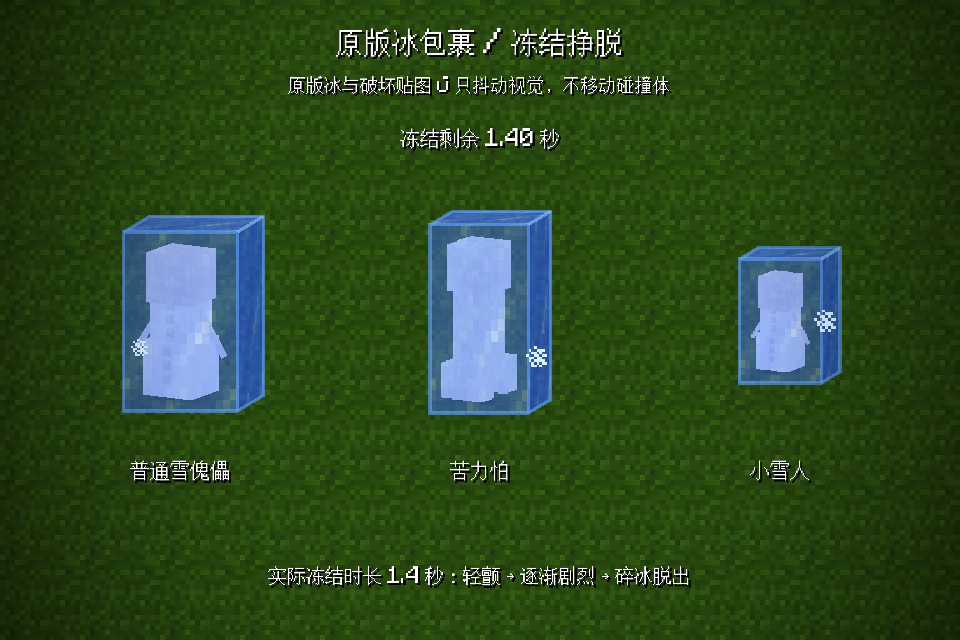 原版冰包裹 / 冻结挣脱
原版冰与破坏贴图 Ů 只抖动视觉，不移动碰撞体
冻结剩余 1.40 秒
普通雪傀儡
苦力怕
小雪人
实际冻结时长 1.4 秒：轻颤 → 逐渐剧烈 → 碎冰脱出